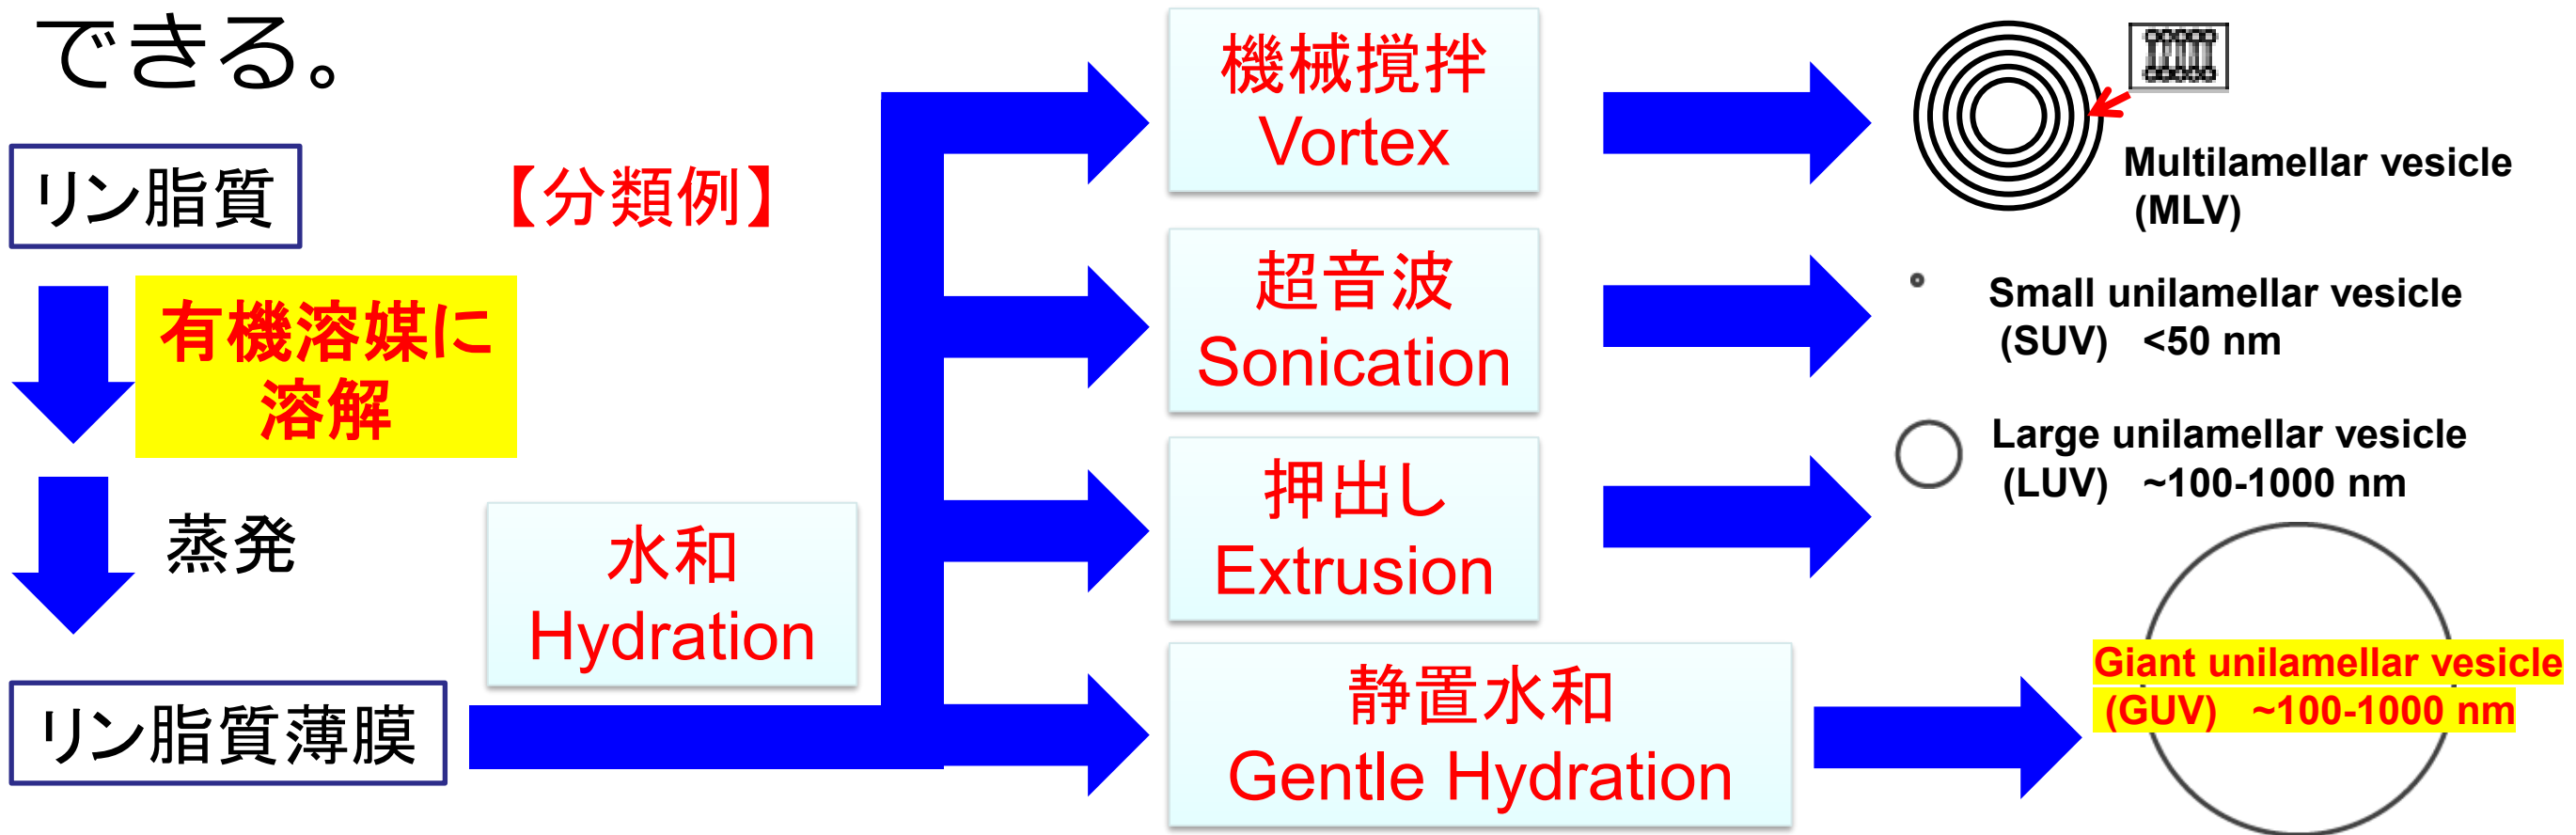 できる。
リン脂質
【分類例】
有機溶媒に
溶解
蒸発
リン脂質薄膜
水和
Hydration
機械撹拌
Vortex
超音波
Sonication
押出し
Extrusion
静置水和
Gentle Hydration
Multilamellar vesicle
(MLV)
Small unilamellar vesicle
(SUV) <50 nm
Large unilamellar vesicle
(LUV) ~100-1000 nm
Giant unilamellar vesicle
(GUV) ~100-1000 nm